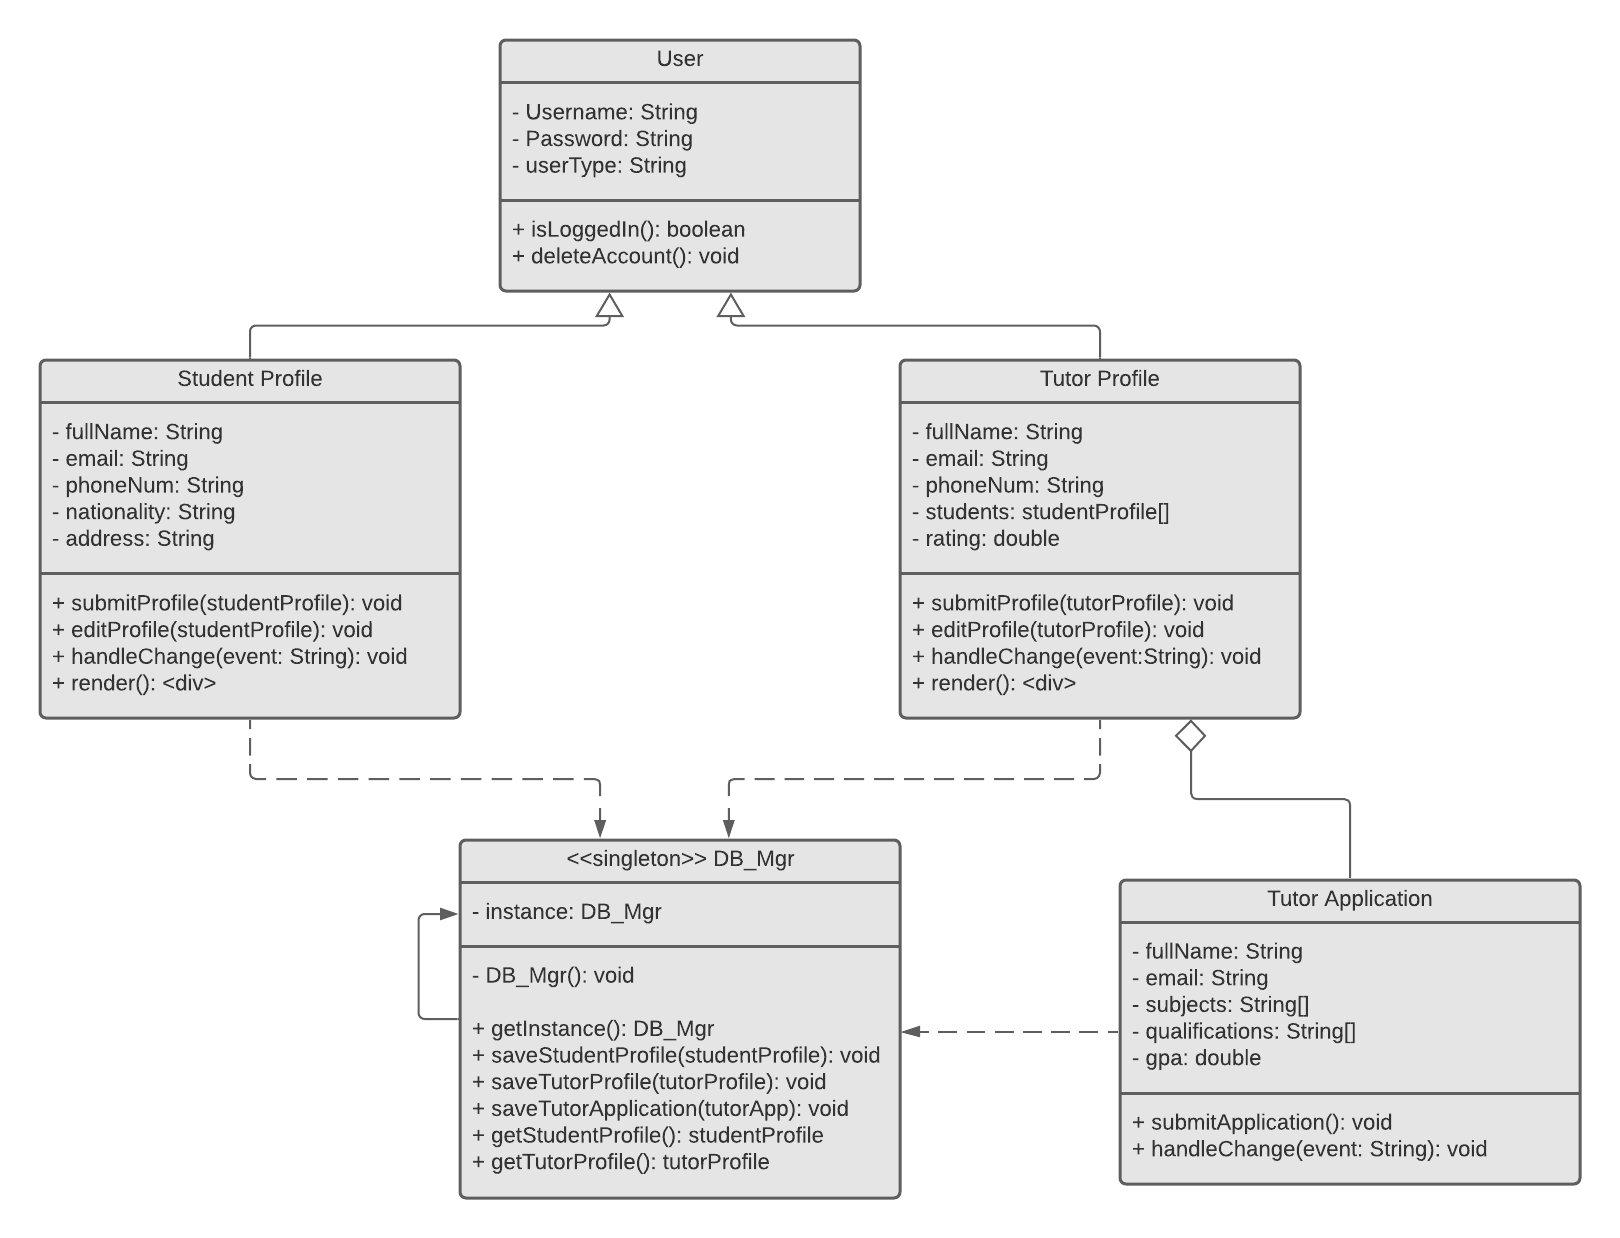 User
- Username: String
- Password: String
- userType: String
+ isLoggedIn(): boolean
+ deleteAccount(): void
Student Profile
- fullName: String
- email: String
- phoneNum: String
- nationality: String
- address: String
+ submitProfile(studentProfile): void
+ editProfile(studentProfile): void
+ handleChange(event: String): void
+ render(): <div>
Tutor Profile
- fullName: String
- email: String
- phoneNum: String
- students: studentProfile[]
- rating: double
+ submitProfile(tutorProfile): void
+ editProfile(tutorProfile): void
+ handleChange(event:String): void
+ render(): <div>
<<singleton>> DB_Mgr
- instance: DB_Mgr
- DB_Mgr(): void
+ getInstance(): DB_Mgr
+ saveStudentProfile(studentProfile): void
+ saveTutorProfile(tutorProfile): void
+ saveTutorApplication(tutorApp): void
+ getStudentProfile(): studentProfile
+ getTutorProfile(): tutorProfile
Tutor Application
- fullName: String
- email: String
- subjects: String[]
- qualifications: String[]
- gpa: double
+ submitApplication(): void
+ handleChange(event: String): void